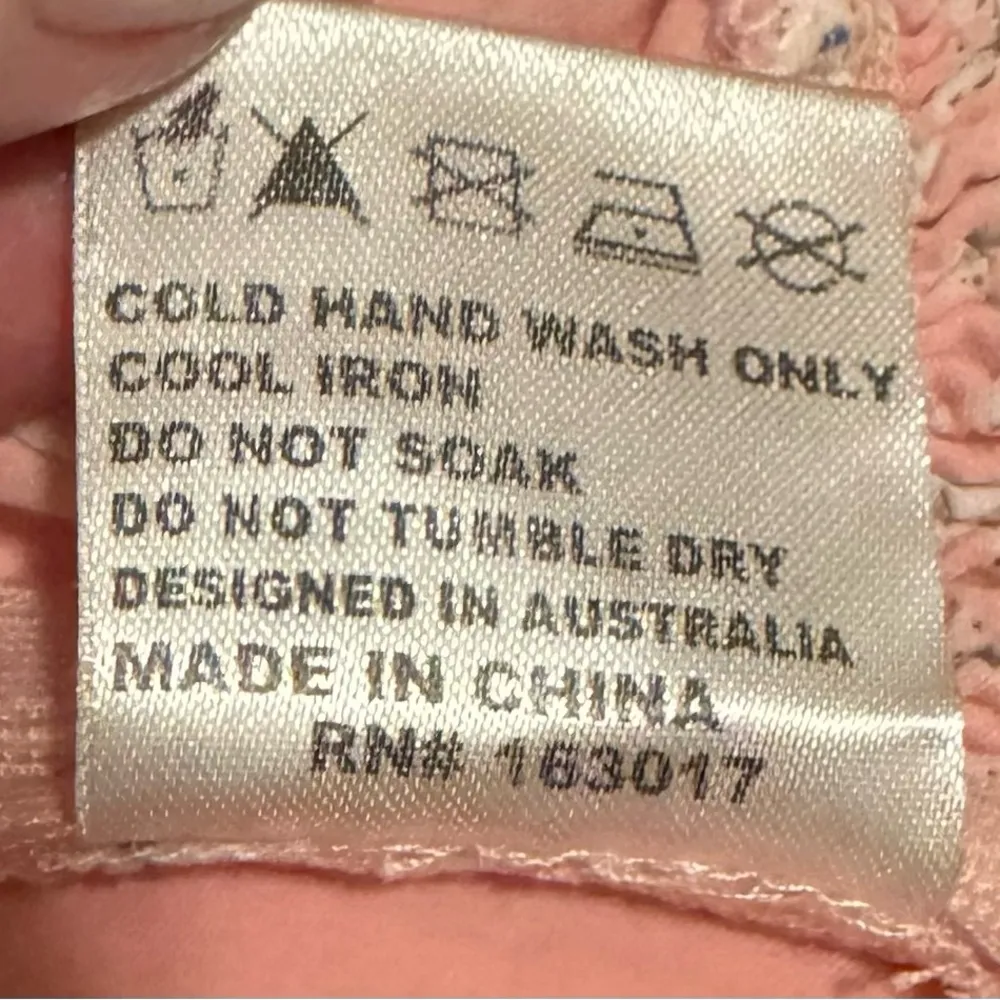 COLD HAND WASH ONLY
COOL IRON
DO NOT SOAK
DO NOT TUMBLE DRY
DESIGNED IN AUSTRALIA
MADE IN CHINA
RN# 163017